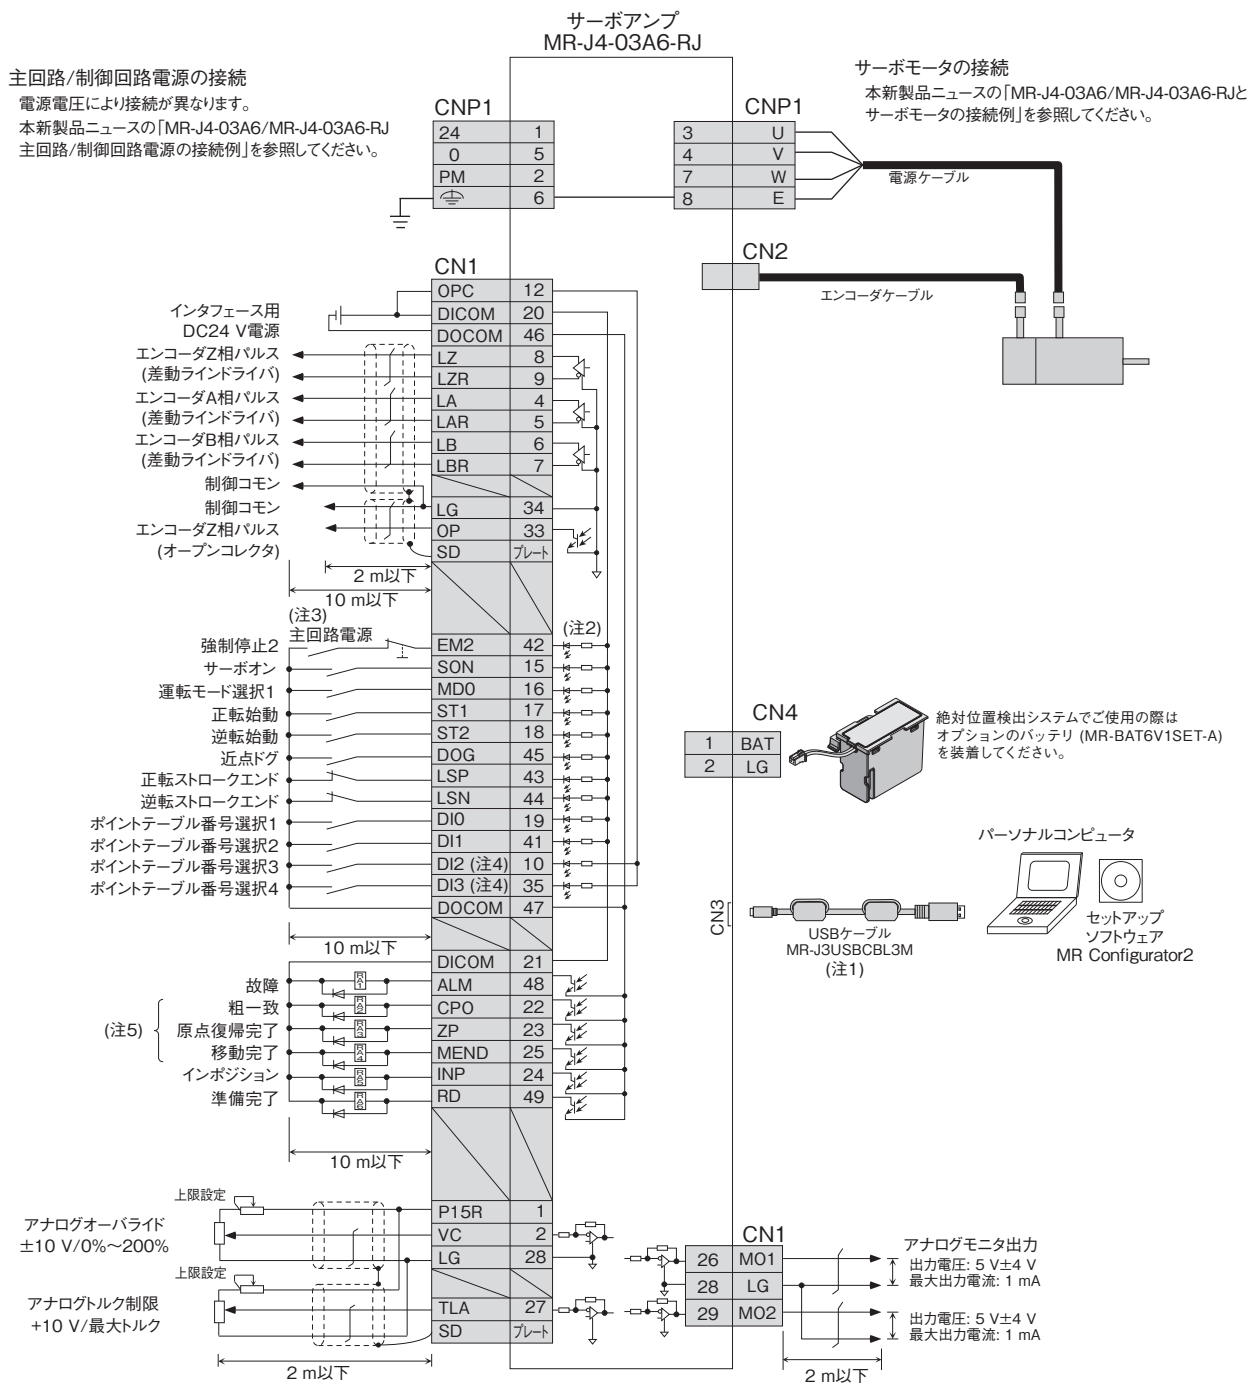 サーボアンプ
MR-J4-03A6-RJ
主回路/制御回路電源の接続
電源電圧により接続が異なります。
本新製品ニュースの「MR-J4-03A6/MR-J4-03A6-RJ
主回路/制御回路電源の接続例」を参照してください。
サーボモータの接続
本新製品ニュースの「MR-J4-03A6/MR-J4-03A6-RJと
サーボモータの接続例」を参照してください。
CNP1
24 1
0 5
PM 2
6
CNP1
3 U
4 V
7 W
8 E
電源ケーブル
CN2
エンコーダケーブル
CN1
OPC 12
インタフェース用 DICOM 20
DC24 V電源 DOCOM 46
エンコーダZ相パルス LZ 8
(差動ラインドライバ) LZR 9
エンコーダA相パルス LA 4
(差動ラインドライバ) LAR 5
エンコーダB相パルス LB 6
(差動ラインドライバ) LBR 7
制御コモン
制御コモン LG 34
エンコーダZ相パルス OP 33
(オープンコレクタ) SD プレート
2 m以下
10 m以下
(注3)
主回路電源
(注2)
強制停止2 EM2 42
サーボオン SON 15
運転モード選択1 MD0 16
正転始動 ST1 17
逆転始動 ST2 18
近点ドグ DOG 45
正転ストロークエンド LSP 43
逆転ストロークエンド LSN 44
ポイントテーブル番号選択1 DI0 19
ポイントテーブル番号選択2 DI1 41
ポイントテーブル番号選択3 DI2 (注4) 10
ポイントテーブル番号選択4 DI3 (注4) 35
DOCOM 47
10 m以下
DICOM 21
故障 RA1 ALM 48
粗一致 RA2 CPO 22
(注5) 原点復帰完了 RA3 ZP 23
移動完了 RA4 MEND 25
インポジション RA5 INP 24
準備完了 RA6 RD 49
10 m以下
上限設定
P15R 1
アナログオーバライド
±10 V/0%～200%
VC 2
LG 28
上限設定
アナログトルク制限
+10 V/最大トルク
TLA 27
SD プレート
2 m以下
CN4
1 BAT
2 LG
絶対位置検出システムでご使用の際は
オプションのバッテリ (MR-BAT6V1SET-A)
を装着してください。
パーソナルコンピュータ
CN3
USBケーブル
MR-J3USBCBL3M
(注1)
セットアップ
ソフトウェア
MR Configurator2
CN1
26 MO1
28 LG
29 MO2
アナログモニタ出力
出力電圧: 5 V±4 V
最大出力電流: 1 mA
出力電圧: 5 V±4 V
最大出力電流: 1 mA
2 m以下